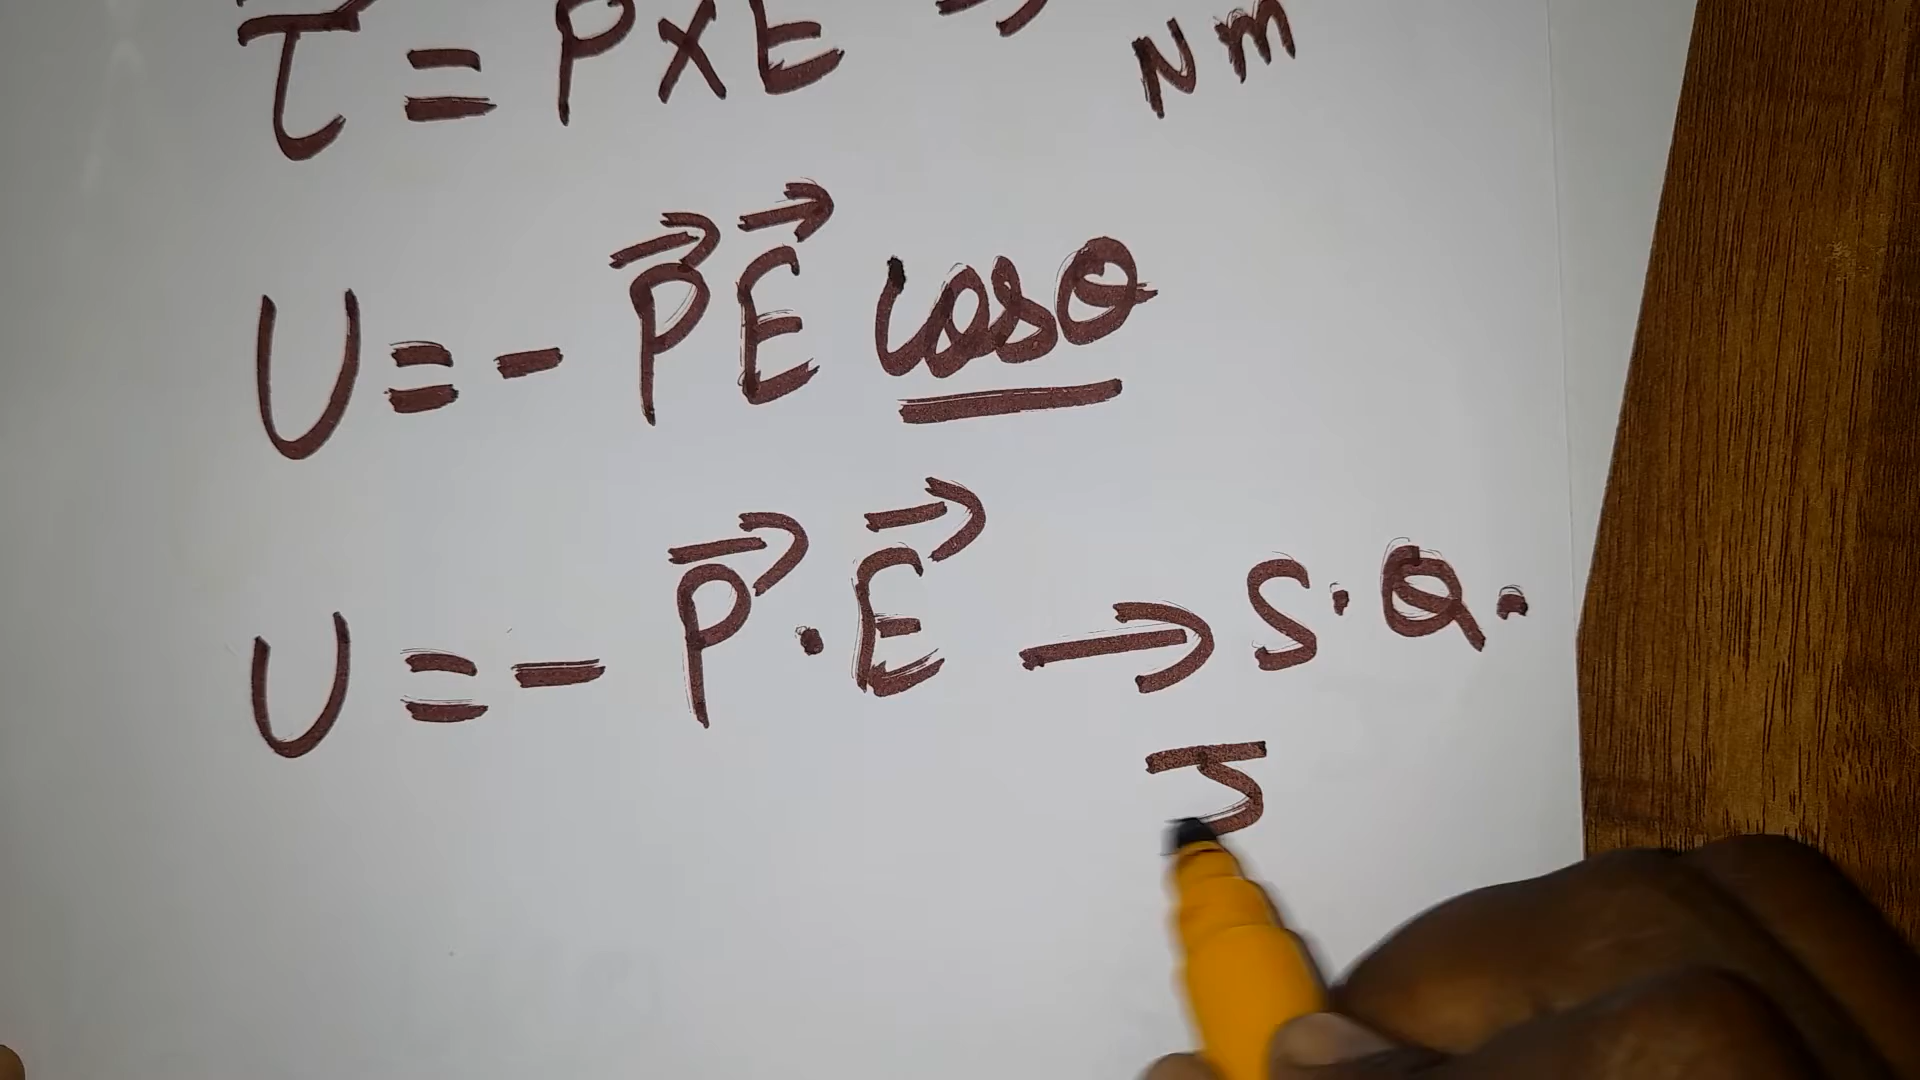 τ⃗ = P × E →
Nm
U = - P⃗ E⃗ cosθ
U = - P⃗ · E⃗ → S.Q.
J